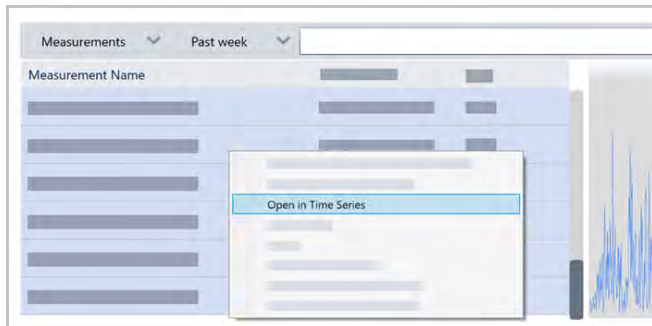 Measurements Past week
Measurement Name
Open in Time Series